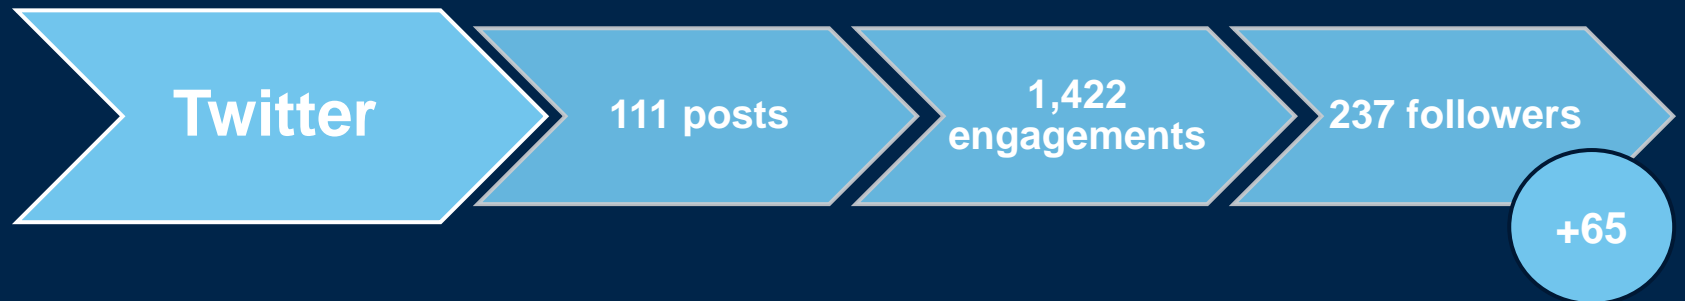 Twitter
111 posts
1,422
engagements
237 followers
+65